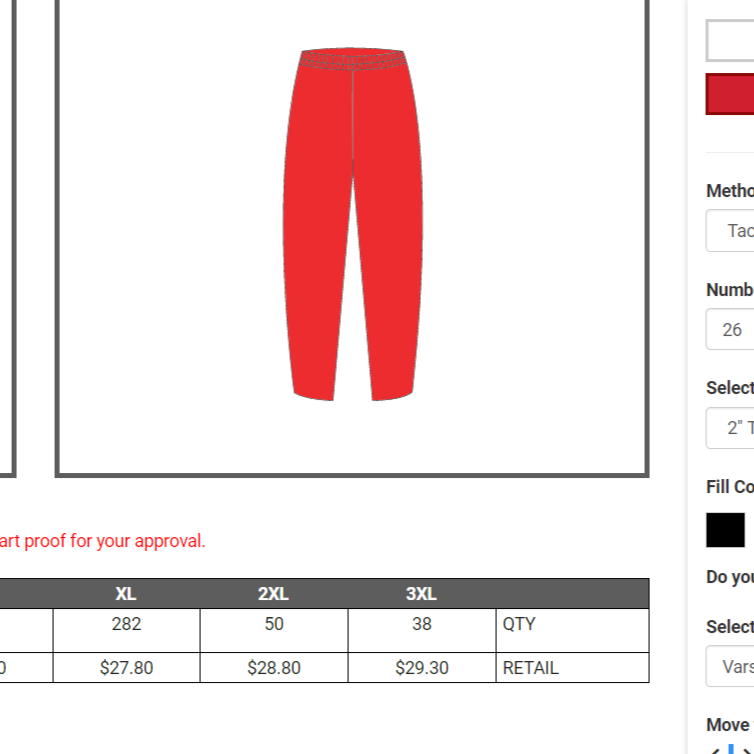 art proof for your approval.
XL 2XL 3XL
282 50 38 QTY
0 $27.80 $28.80 $29.30 RETAIL
Metho
Tac
Numb
26
Select
2" T
Fill Co
Do you
Select
Vars
Move